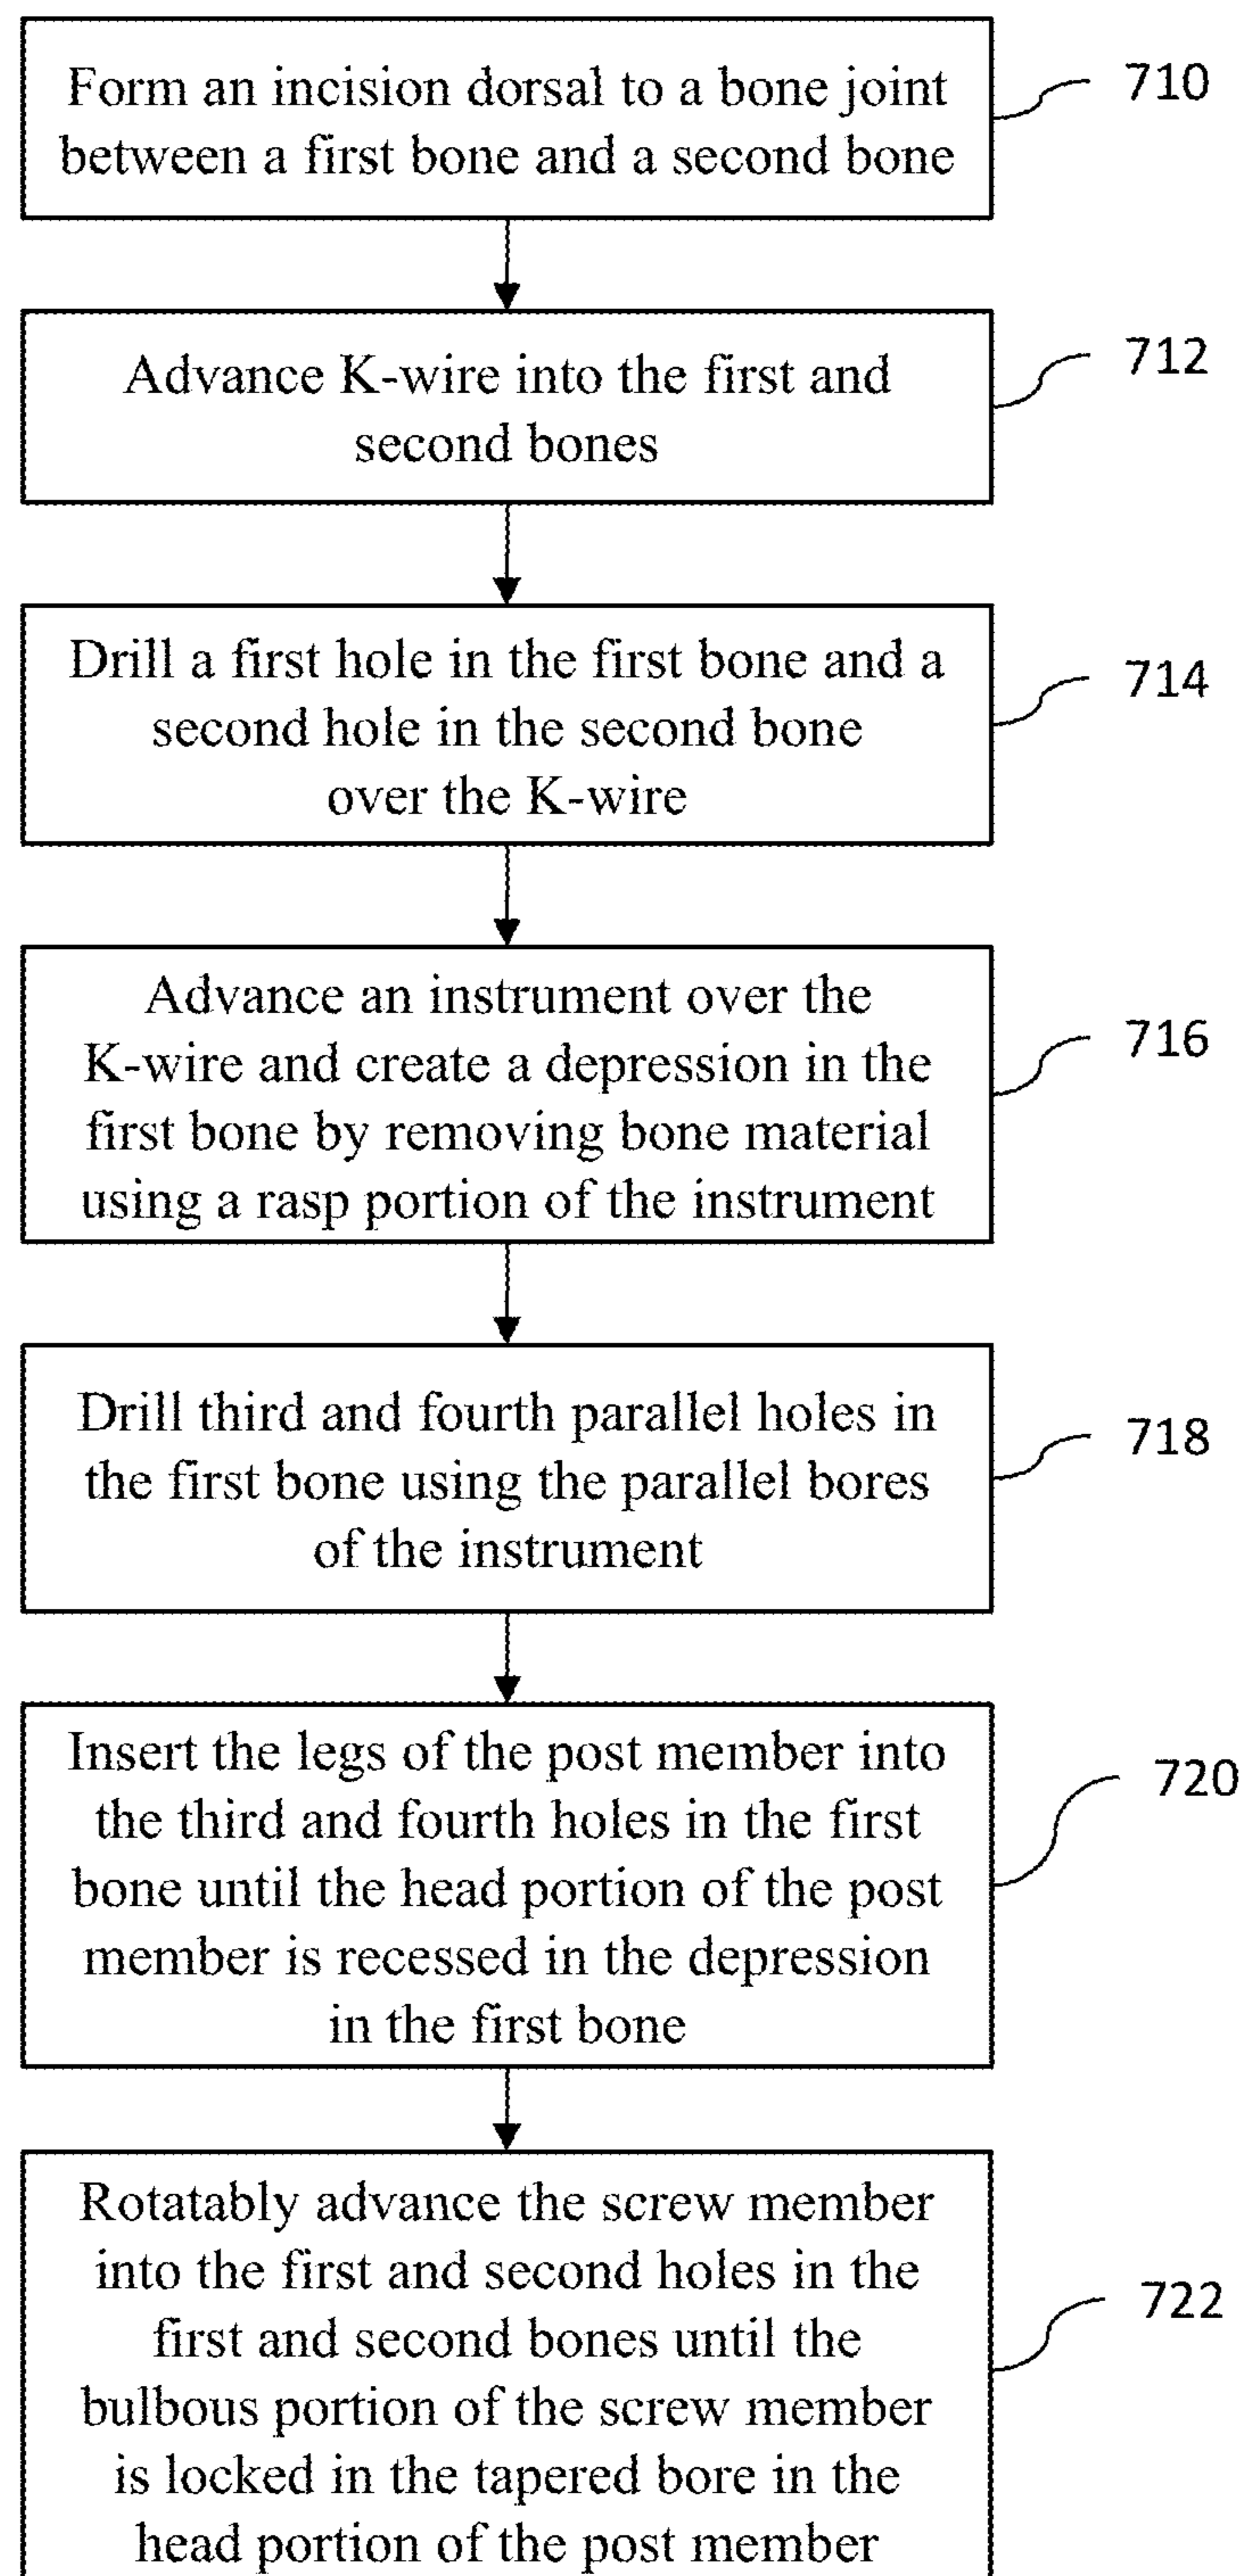 Form an incision dorsal to a bone joint
between a first bone and a second bone
710
Advance K-wire into the first and
second bones
712
Drill a first hole in the first bone and a
second hole in the second bone
over the K-wire
714
Advance an instrument over the
K-wire and create a depression in the
first bone by removing bone material
using a rasp portion of the instrument
716
Drill third and fourth parallel holes in
the first bone using the parallel bores
of the instrument
718
Insert the legs of the post member into
the third and fourth holes in the first
bone until the head portion of the post
member is recessed in the depression
in the first bone
720
Rotatably advance the screw member
into the first and second holes in the
first and second bones until the
bulbous portion of the screw member
is locked in the tapered bore in the
head portion of the post member
722